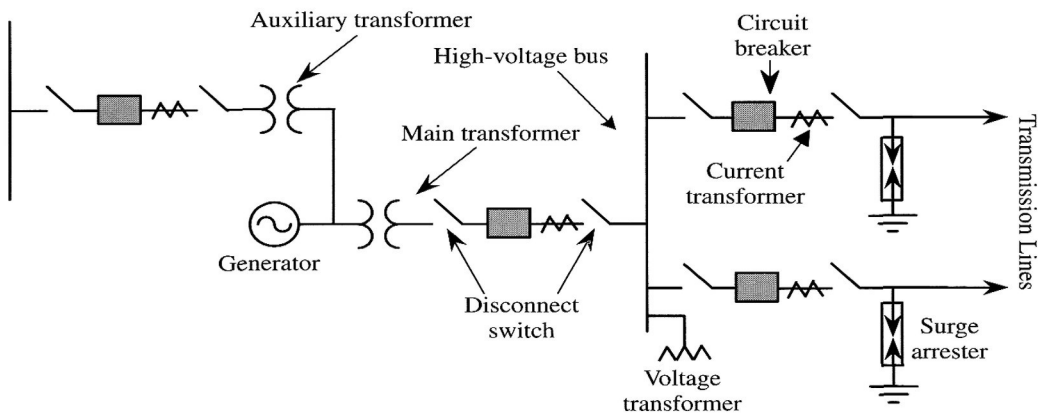 Auxiliary transformer
High-voltage bus
Circuit
breaker
Main transformer
Current
transformer
Transmission Lines
Generator
Disconnect
switch
Surge
arrester
Voltage
transformer